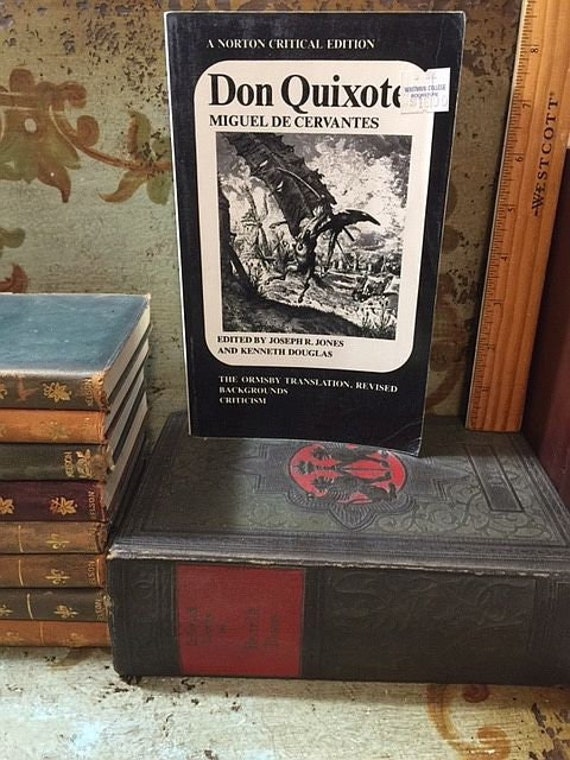 A NORTON CRITICAL EDITION
Don Quixote
MIGUEL DE CERVANTES
EDITED BY JOSEPH R. JONES
AND KENNETH DOUGLAS
THE ORMSBY TRANSLATION, REVISED
BACKGROUNDS
CRITICISM
WESTCOTT